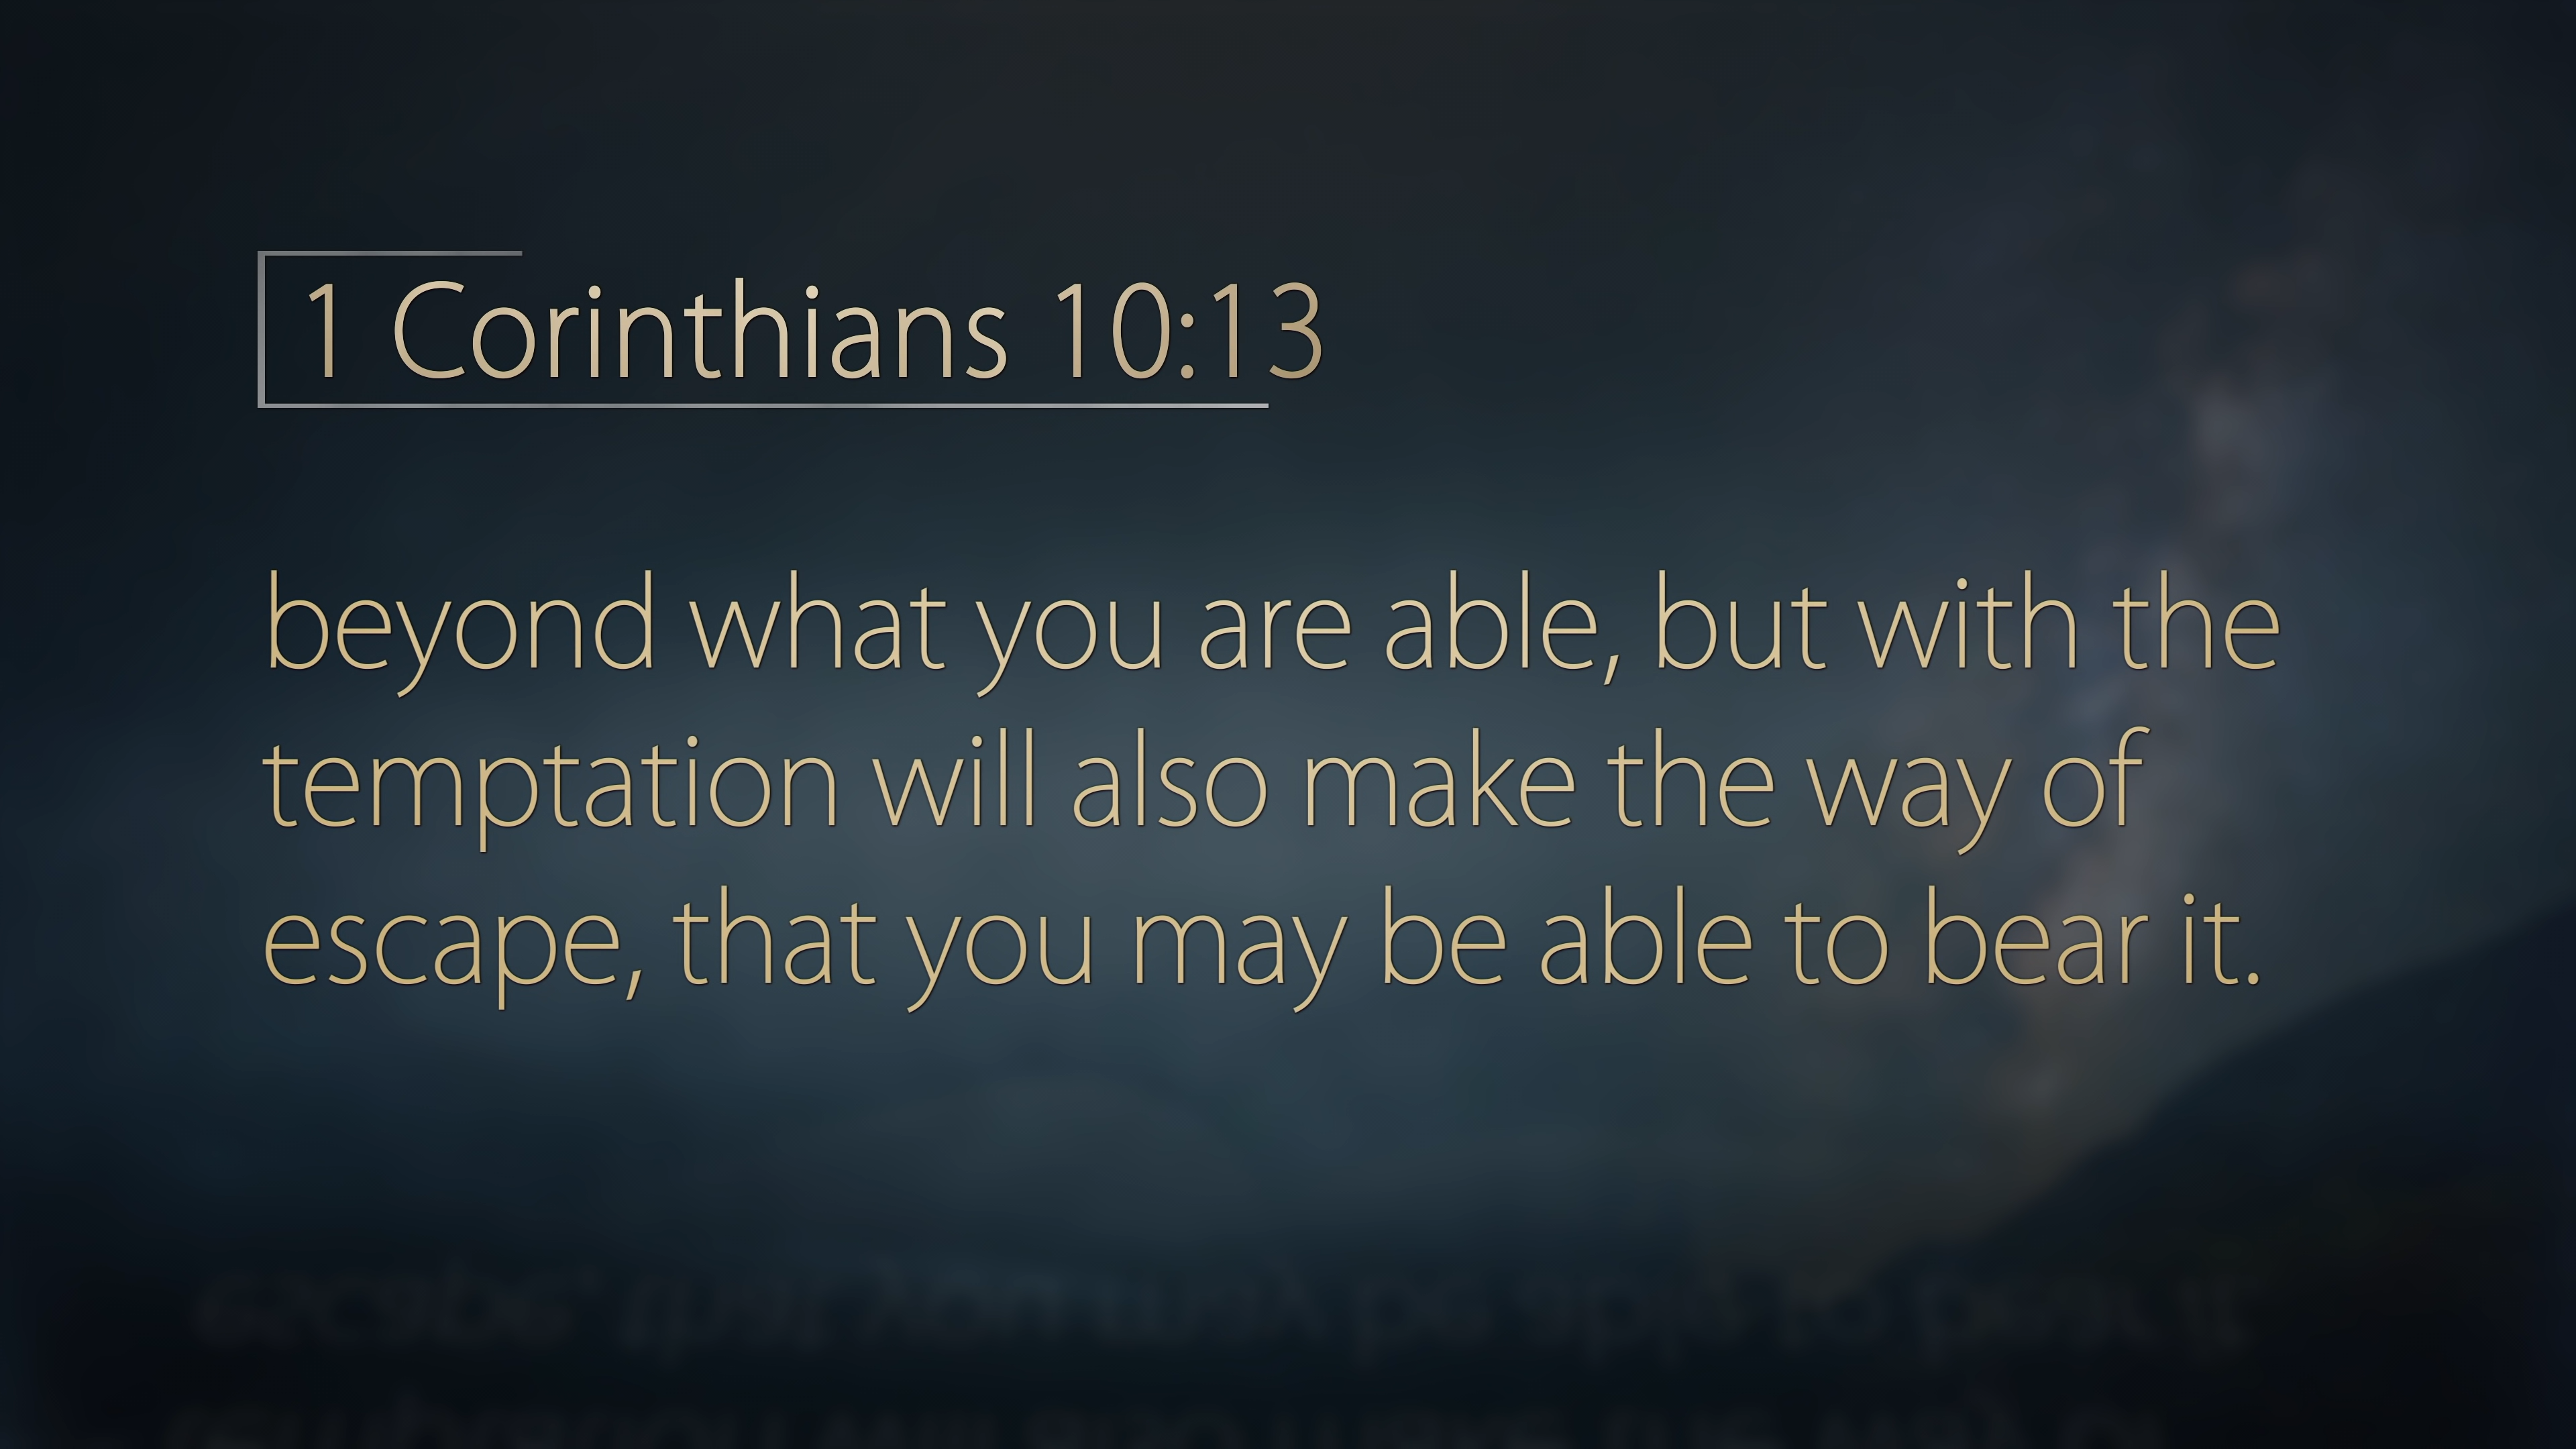 1 Corinthians 10:13
beyond what you are able, but with the
temptation will also make the way of
escape, that you may be able to bear it.